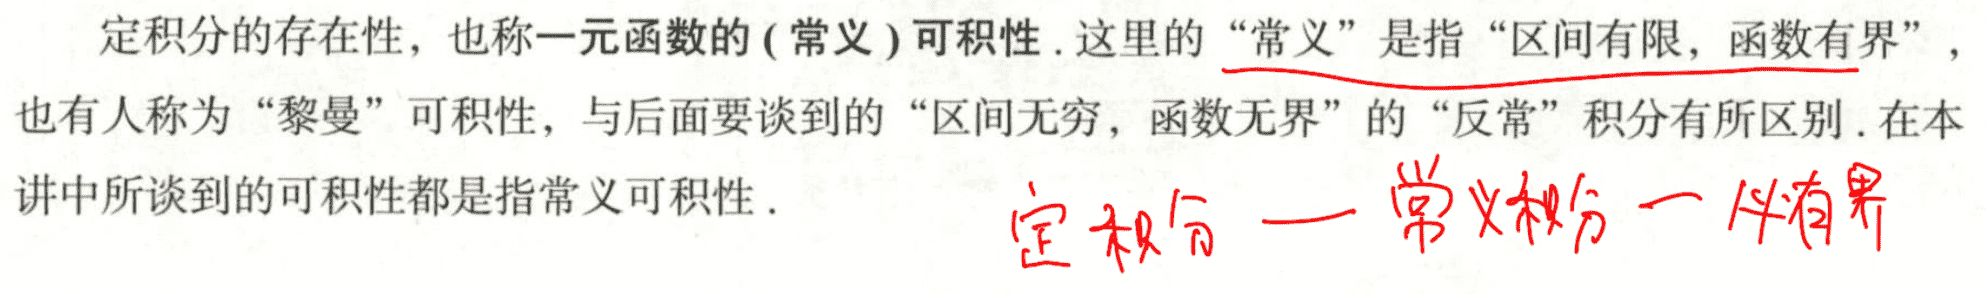 定积分的存在性，也称一元函数的（常义）可积性．这里的“常义”是指“区间有限，函数有界”，
也有人称为“黎曼”可积性，与后面要谈到的“区间无穷，函数无界”的“反常”积分有所区别．在本
讲中所谈到的可积性都是指常义可积性．
定积分 — 常义积分 — 必有界